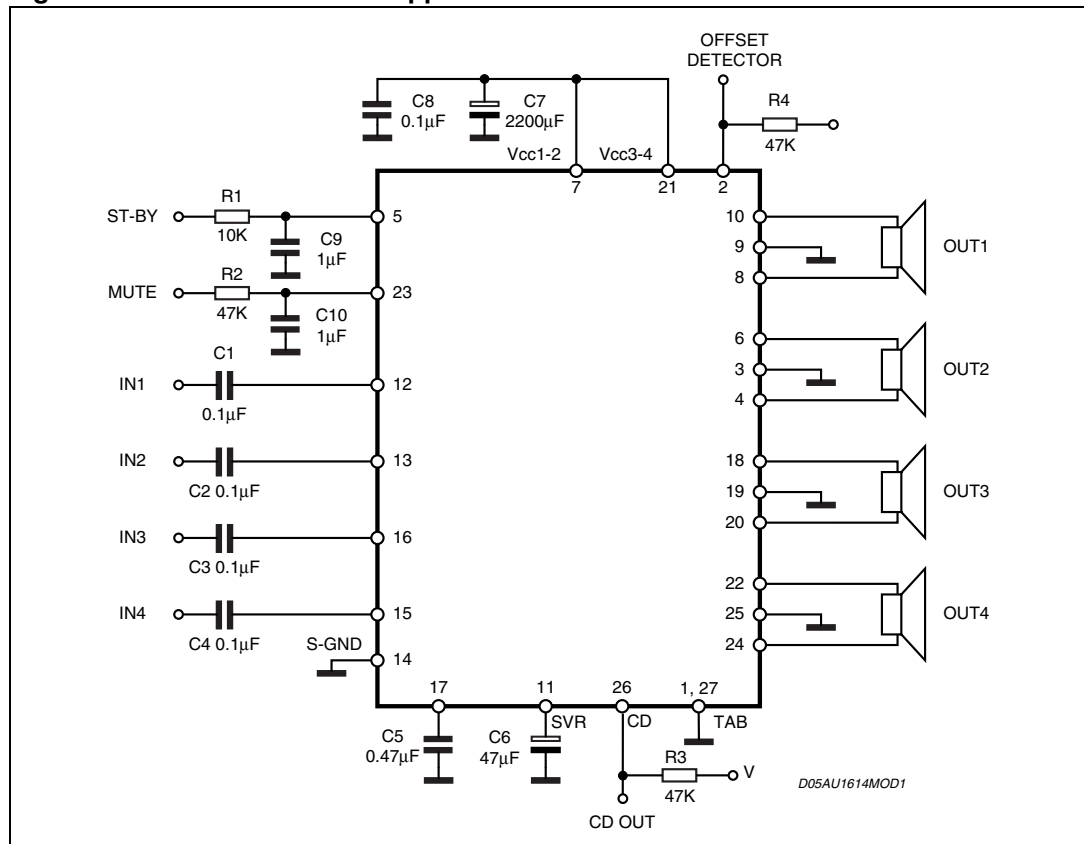 OFFSET
DETECTOR
C8
0.1µF
C7
2200µF
R4
47K
Vcc1-2
Vcc3-4
7
21
2
ST-BY
R1
10K
5
C9
1µF
MUTE
R2
47K
23
C10
1µF
IN1
C1
0.1µF
12
IN2
C2 0.1µF
13
IN3
C3 0.1µF
16
IN4
C4 0.1µF
15
S-GND
14
10
9
8
OUT1
6
3
4
OUT2
18
19
20
OUT3
22
25
24
OUT4
17
11
26
1, 27
SVR
CD
TAB
C5
0.47µF
C6
47µF
R3
47K
V
CD OUT
D05AU1614MOD1